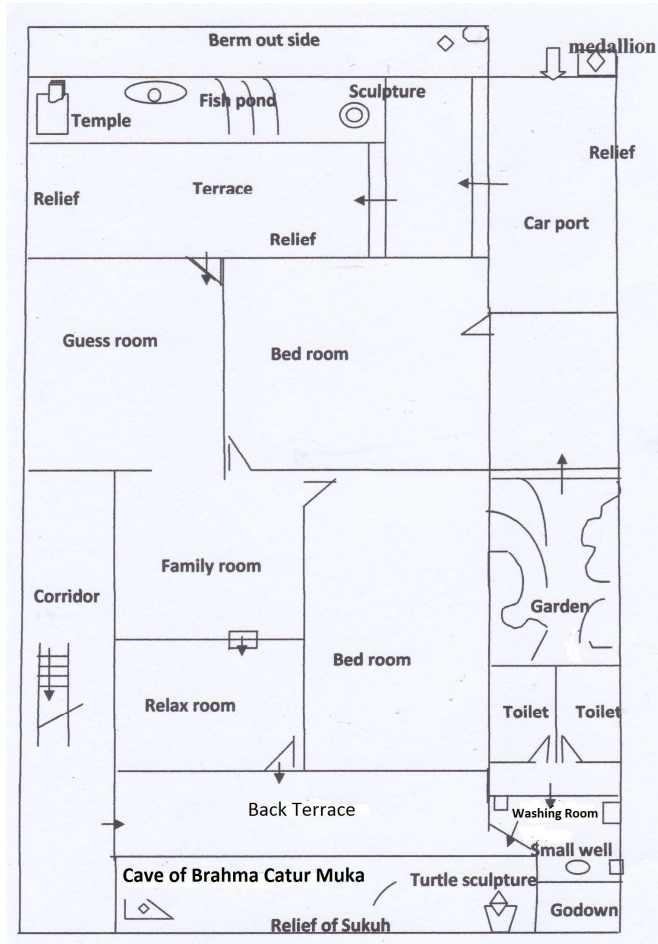 Berm out side
medallion
Fish pond
Sculpture
Temple
Relief
Relief
Terrace
Car port
Relief
Guess room
Bed room
Family room
Corridor
Garden
Bed room
Relax room
Toilet
Toilet
Back Terrace
Washing Room
Small well
Cave of Brahma Catur Muka
Turtle sculpture
Godown
Relief of Sukuh